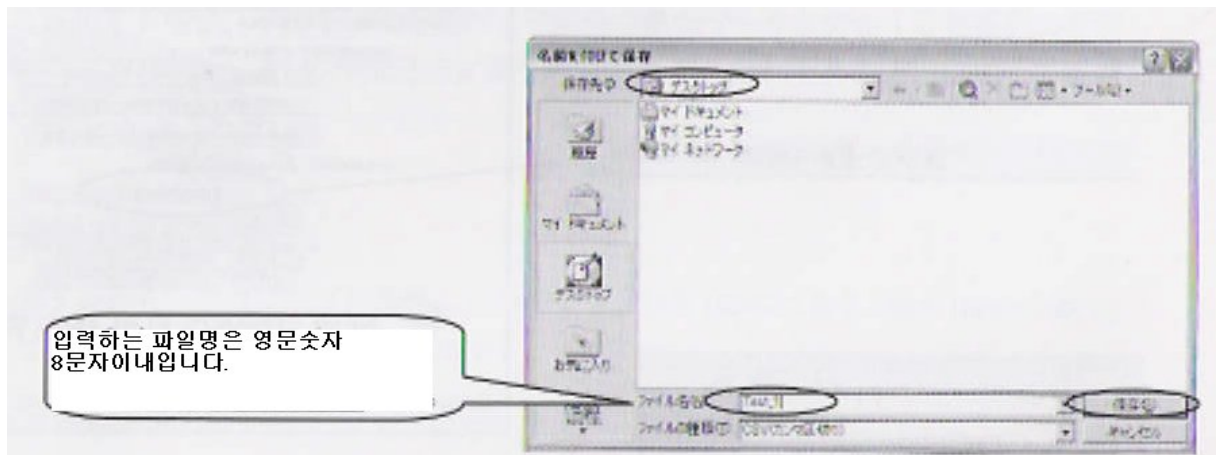 名前を付けて保存
保存先
デスクトップ
マイ ドキュメント
マイ コンピュータ
マイ ネットワーク
履歴
マイ ドキュメント
デスクトップ
お気に入り
입력하는 파일명은 영문숫자
8문자이내입니다.
ファイル名
Test_1
保存(S)
ファイルの種類(T)
キャンセル